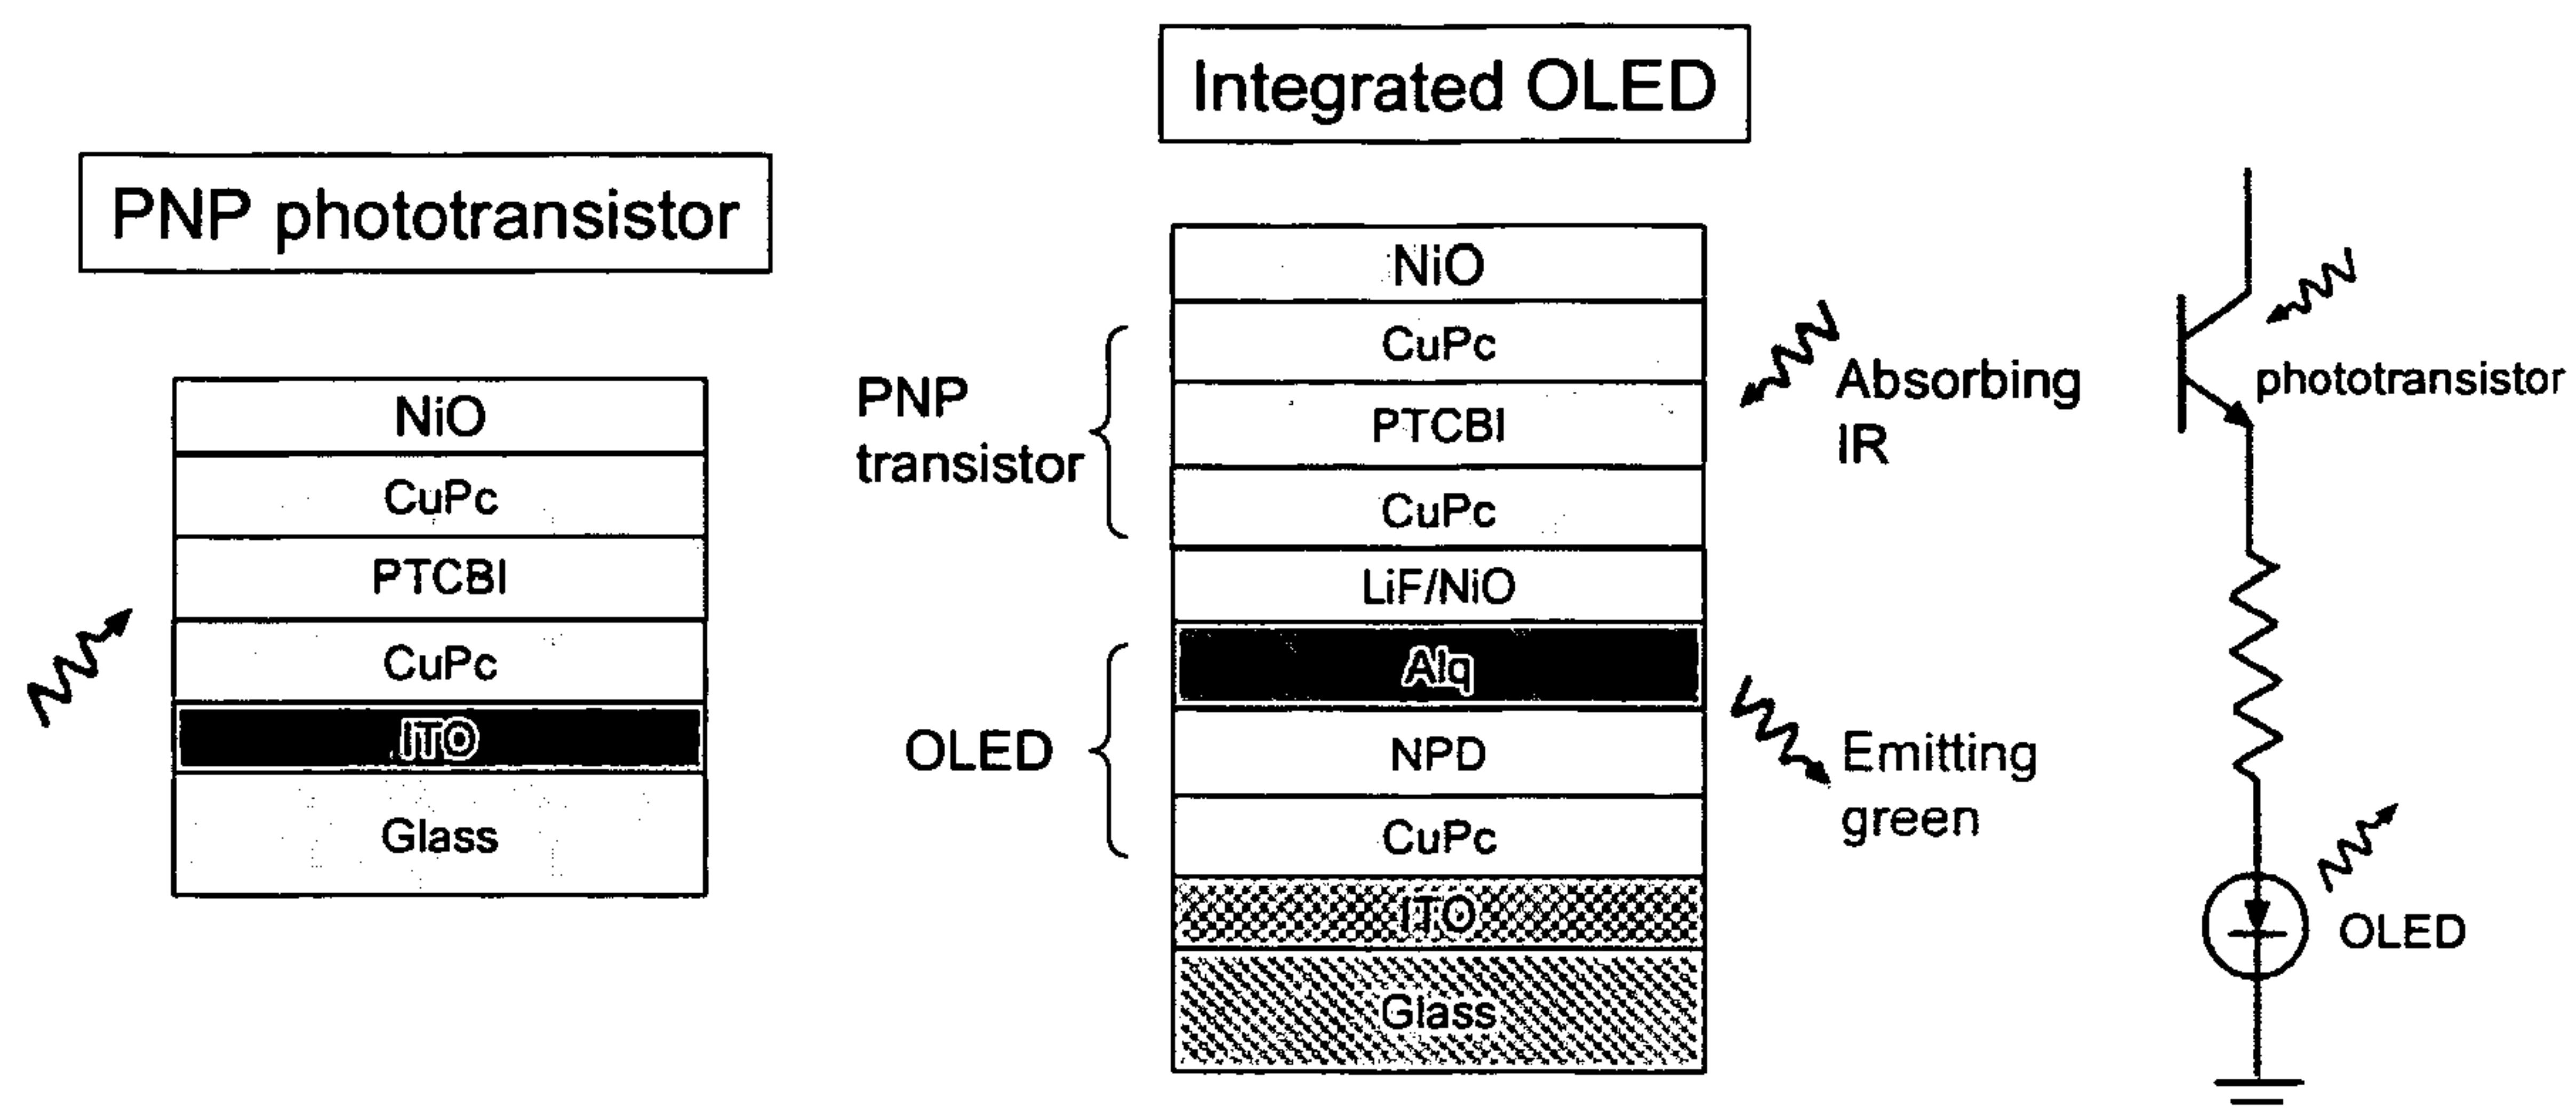 PNP phototransistor
NiO
CuPc
PTCBI
CuPc
ITO
Glass
Integrated OLED
PNP
transistor
OLED
NiO
CuPc
PTCBI
CuPc
LiF/NiO
Alq
NPD
CuPc
ITO
Glass
Absorbing
IR
Emitting
green
phototransistor
OLED